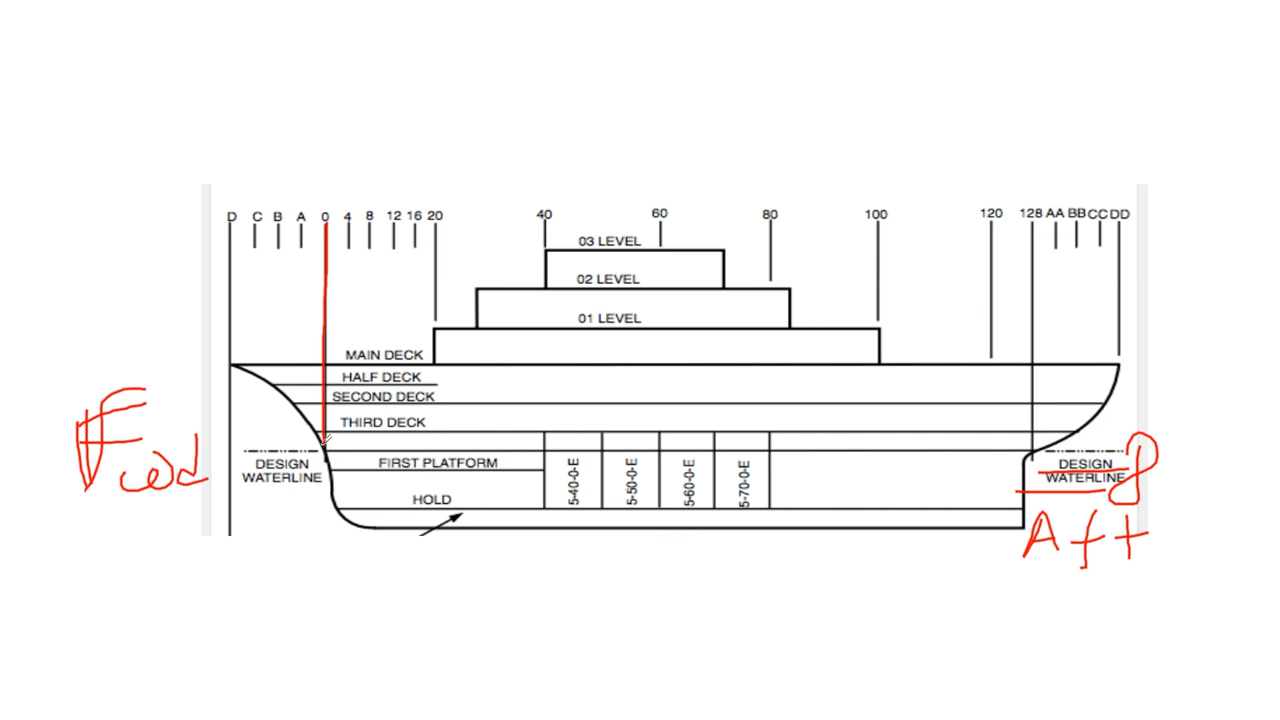 D C B A 0 4 8 12 16 20 40 60 80 100 120 128 AA BB CC DD
03 LEVEL
02 LEVEL
01 LEVEL
MAIN DECK
HALF DECK
SECOND DECK
THIRD DECK
Fwd
DESIGN
WATERLINE
FIRST PLATFORM
HOLD
5-40-0-E
5-50-0-E
5-60-0-E
5-70-0-E
DESIGN
WATERLINE
Aft